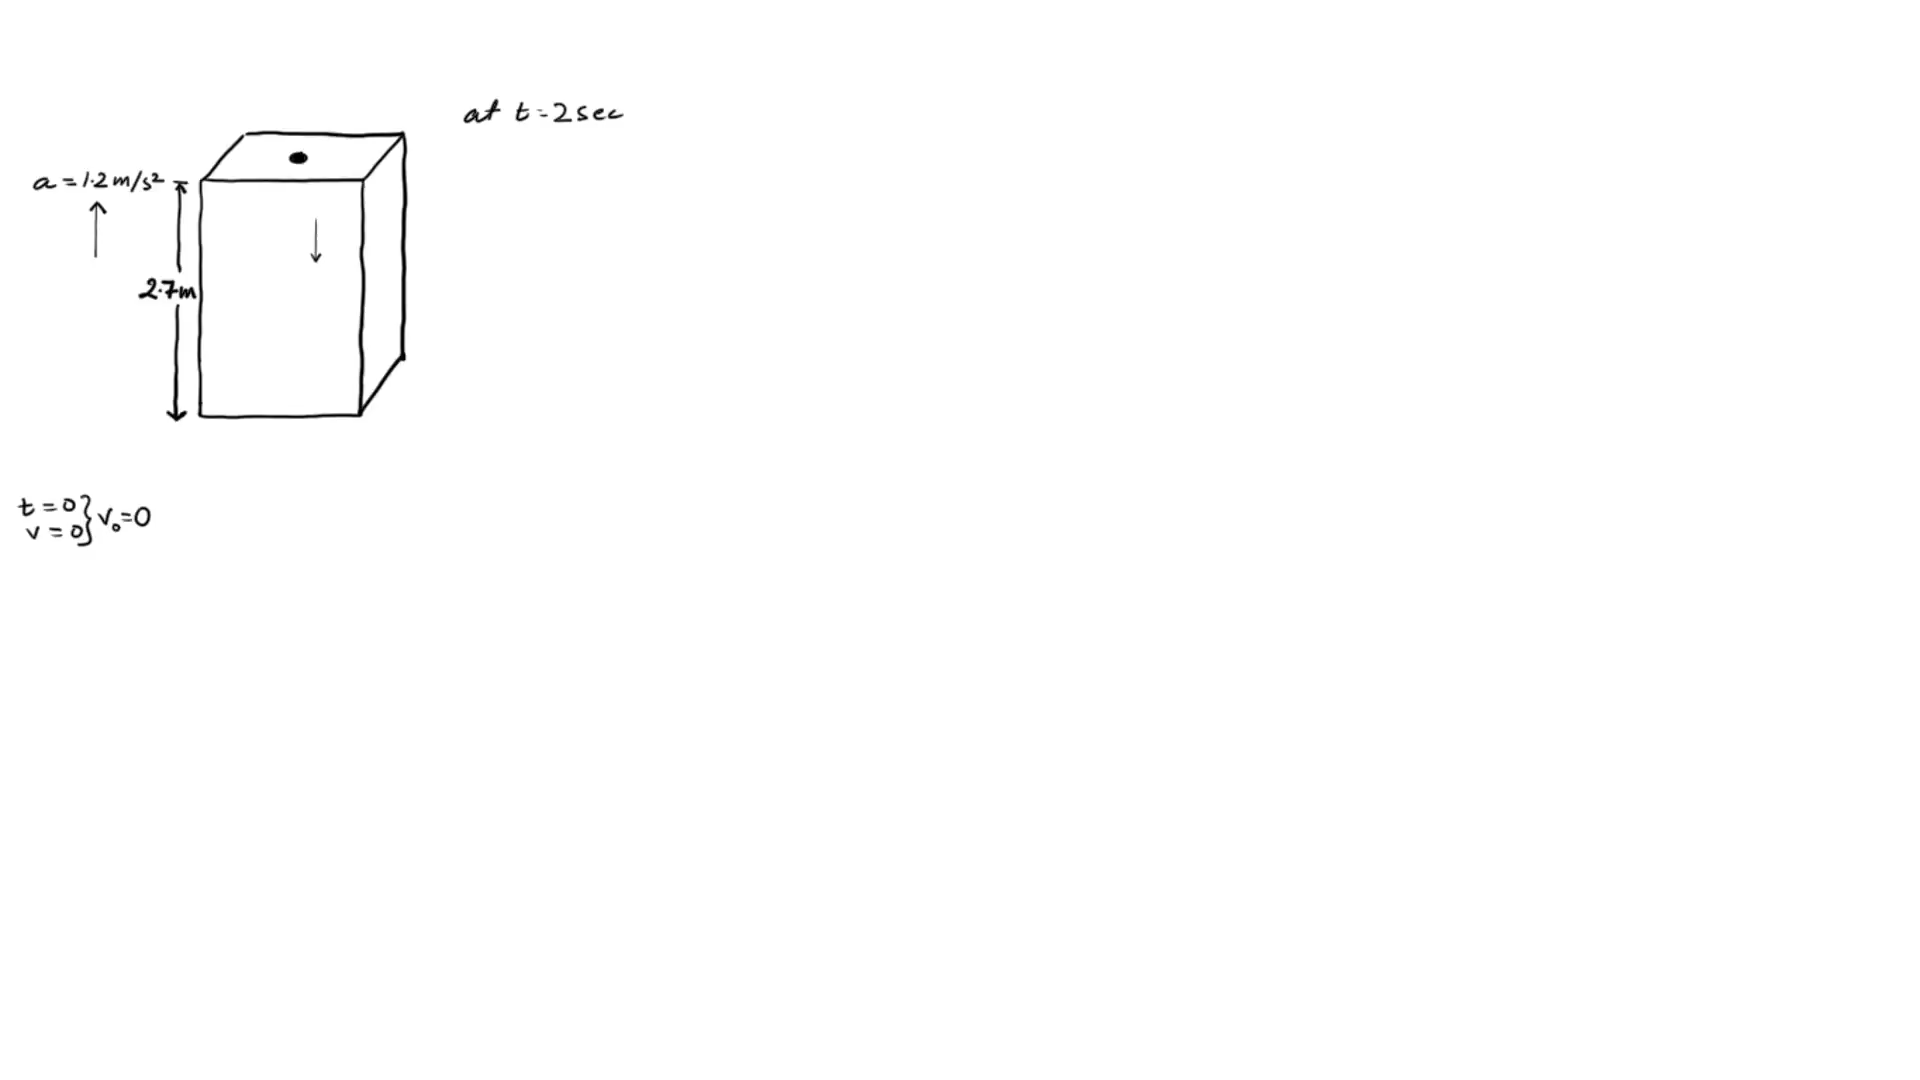 at t=2sec
a=1.2m/s²
2.7m
t=0
v=0} v₀=0